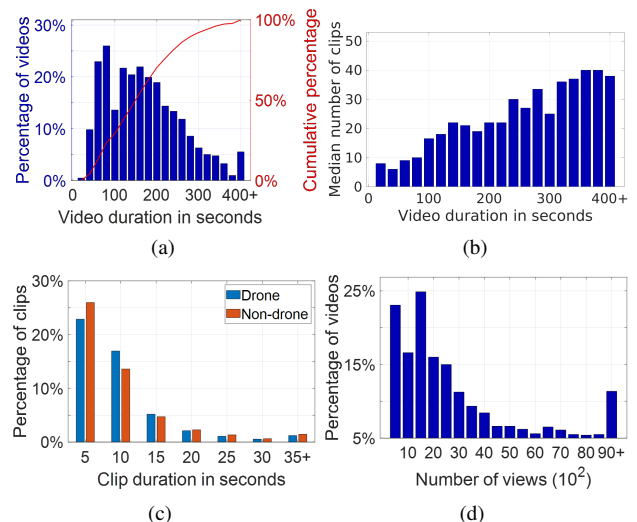 30%
20%
10%
0%
Percentage of videos
100%
50%
0%
Cumulative percentage
0 100 200 300 400+
Video duration in seconds
(a)
50
40
30
20
10
0
Median number of clips
0 100 200 300 400+
Video duration in seconds
(b)
30%
20%
10%
0%
Percentage of clips
Drone
Non-drone
5 10 15 20 25 30 35+
Clip duration in seconds
(c)
25%
15%
5%
Percentage of videos
10 20 30 40 50 60 70 80 90+
Number of views (10²)
(d)